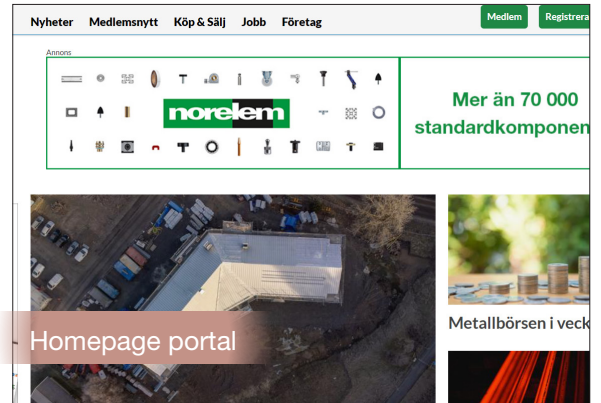 Nyheter Medlemsnytt Köp & Sälj Jobb Företag
Medlem Registrera
Annons
norelem
Mer än 70 000
standardkomponen
Metallbörsen i veck
Homepage portal